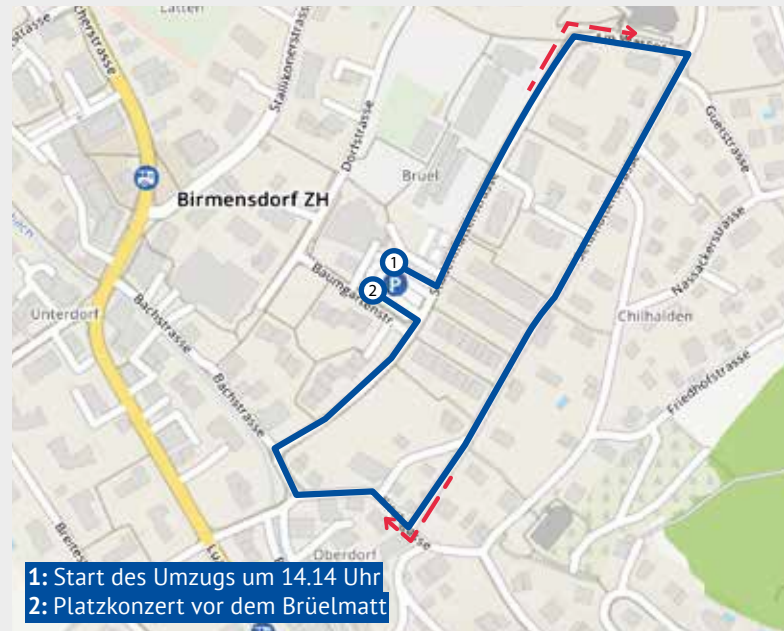 Latten
Stallikonerstrasse
Dorfstrasse
Brüel
Guetstrasse
Nassackerstrasse
Birmensdorf ZH
1
P
2
Baumgartenstr.
Bachstrasse
Unterdorf
Chilhalden
Friedhofstrasse
Bachstrasse
Oberdorf
1: Start des Umzugs um 14.14 Uhr
2: Platzkonzert vor dem Brüelmatt